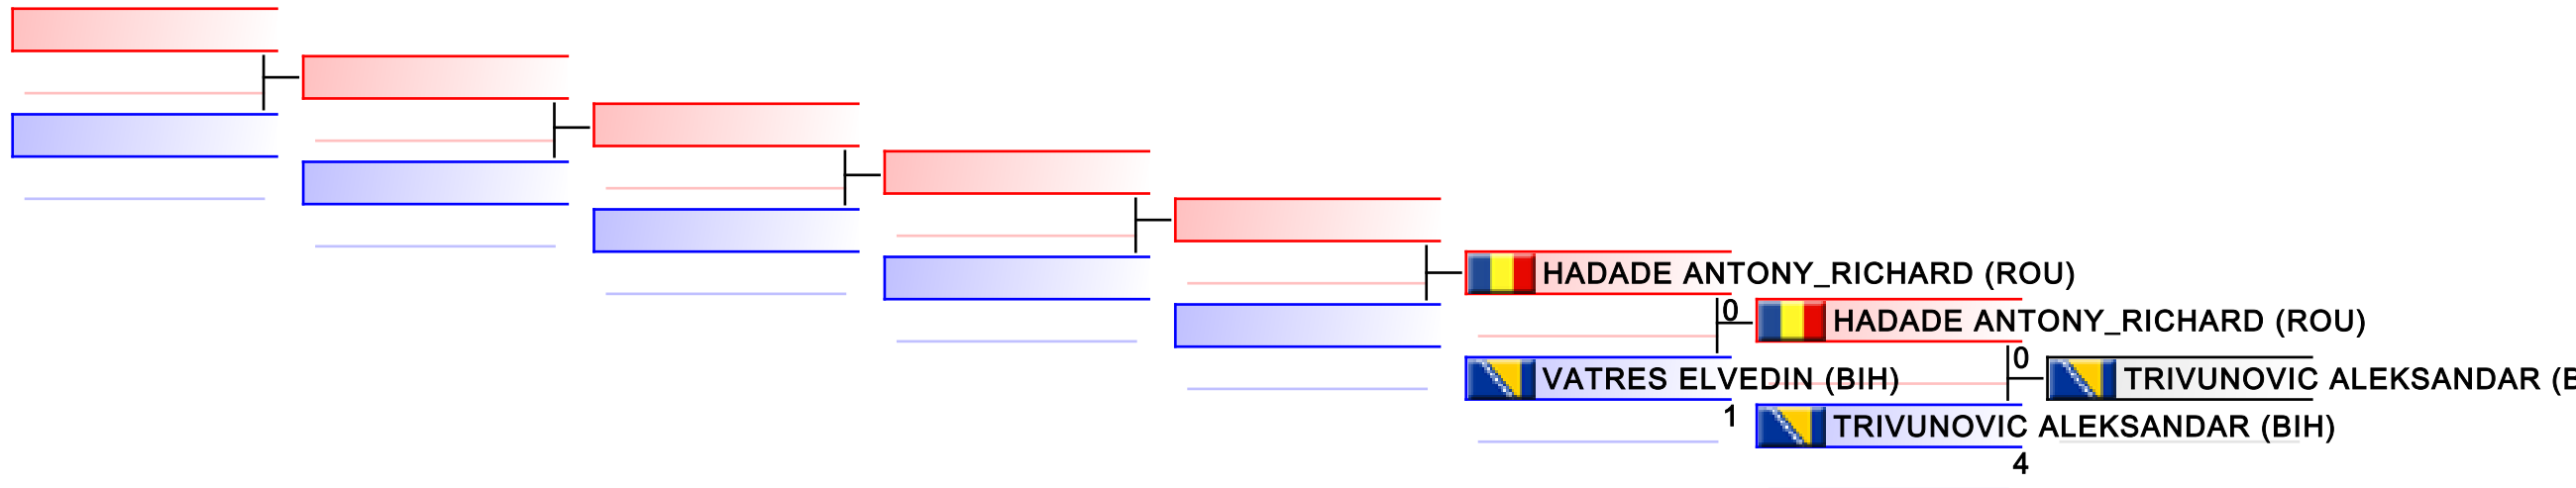 HADADE ANTONY_RICHARD (ROU)
0
HADADE ANTONY_RICHARD (ROU)
0
VATRES ELVEDIN (BIH)
TRIVUNOVIC ALEKSANDAR (B
1
TRIVUNOVIC ALEKSANDAR (BIH)
4